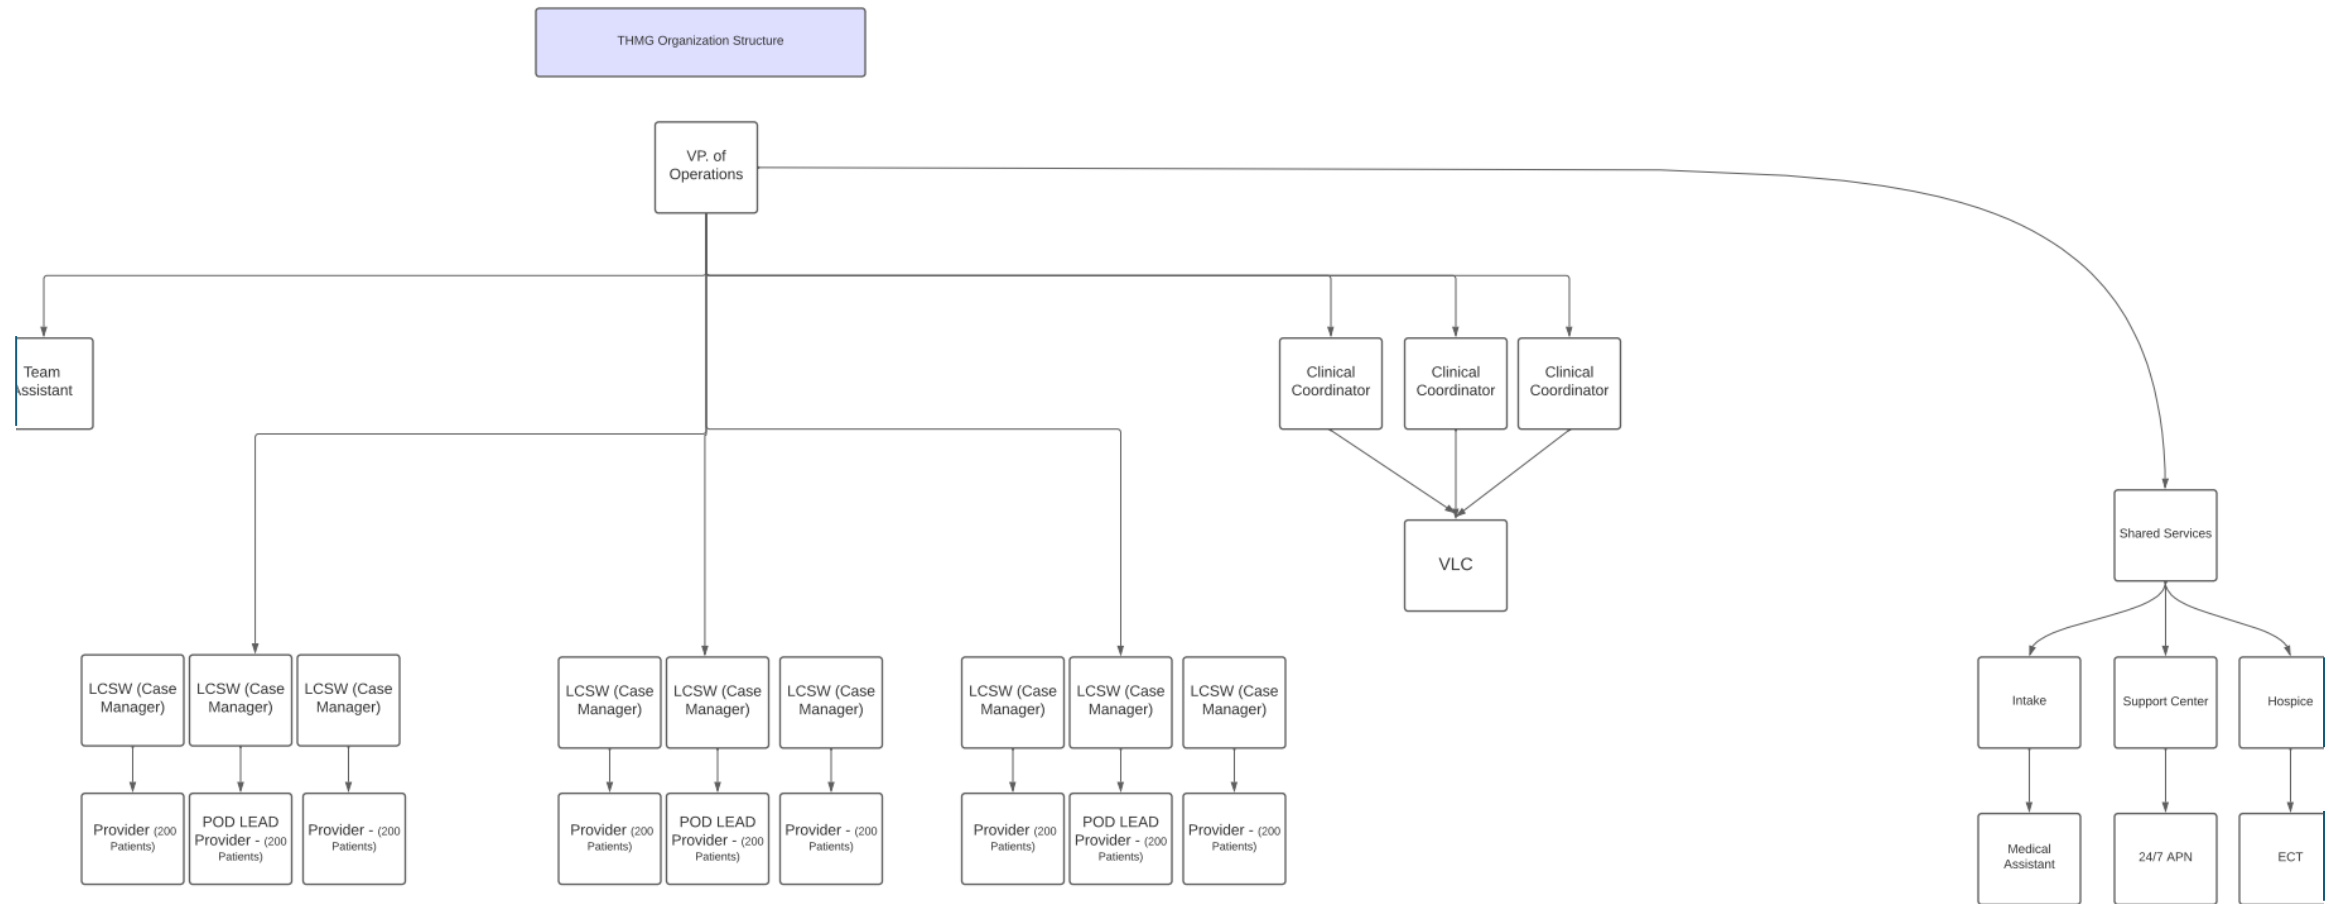 THMG Organization Structure
VP. of
Operations
Team
Assistant
Clinical
Coordinator
Clinical
Coordinator
Clinical
Coordinator
VLC
Shared Services
LCSW (Case
Manager)
LCSW (Case
Manager)
LCSW (Case
Manager)
LCSW (Case
Manager)
LCSW (Case
Manager)
LCSW (Case
Manager)
LCSW (Case
Manager)
LCSW (Case
Manager)
LCSW (Case
Manager)
Intake
Support Center
Hospice
Provider (200
Patients)
POD LEAD
Provider - (200
Patients)
Provider - (200
Patients)
Provider (200
Patients)
POD LEAD
Provider - (200
Patients)
Provider - (200
Patients)
Provider (200
Patients)
POD LEAD
Provider - (200
Patients)
Provider - (200
Patients)
Medical
Assistant
24/7 APN
ECT